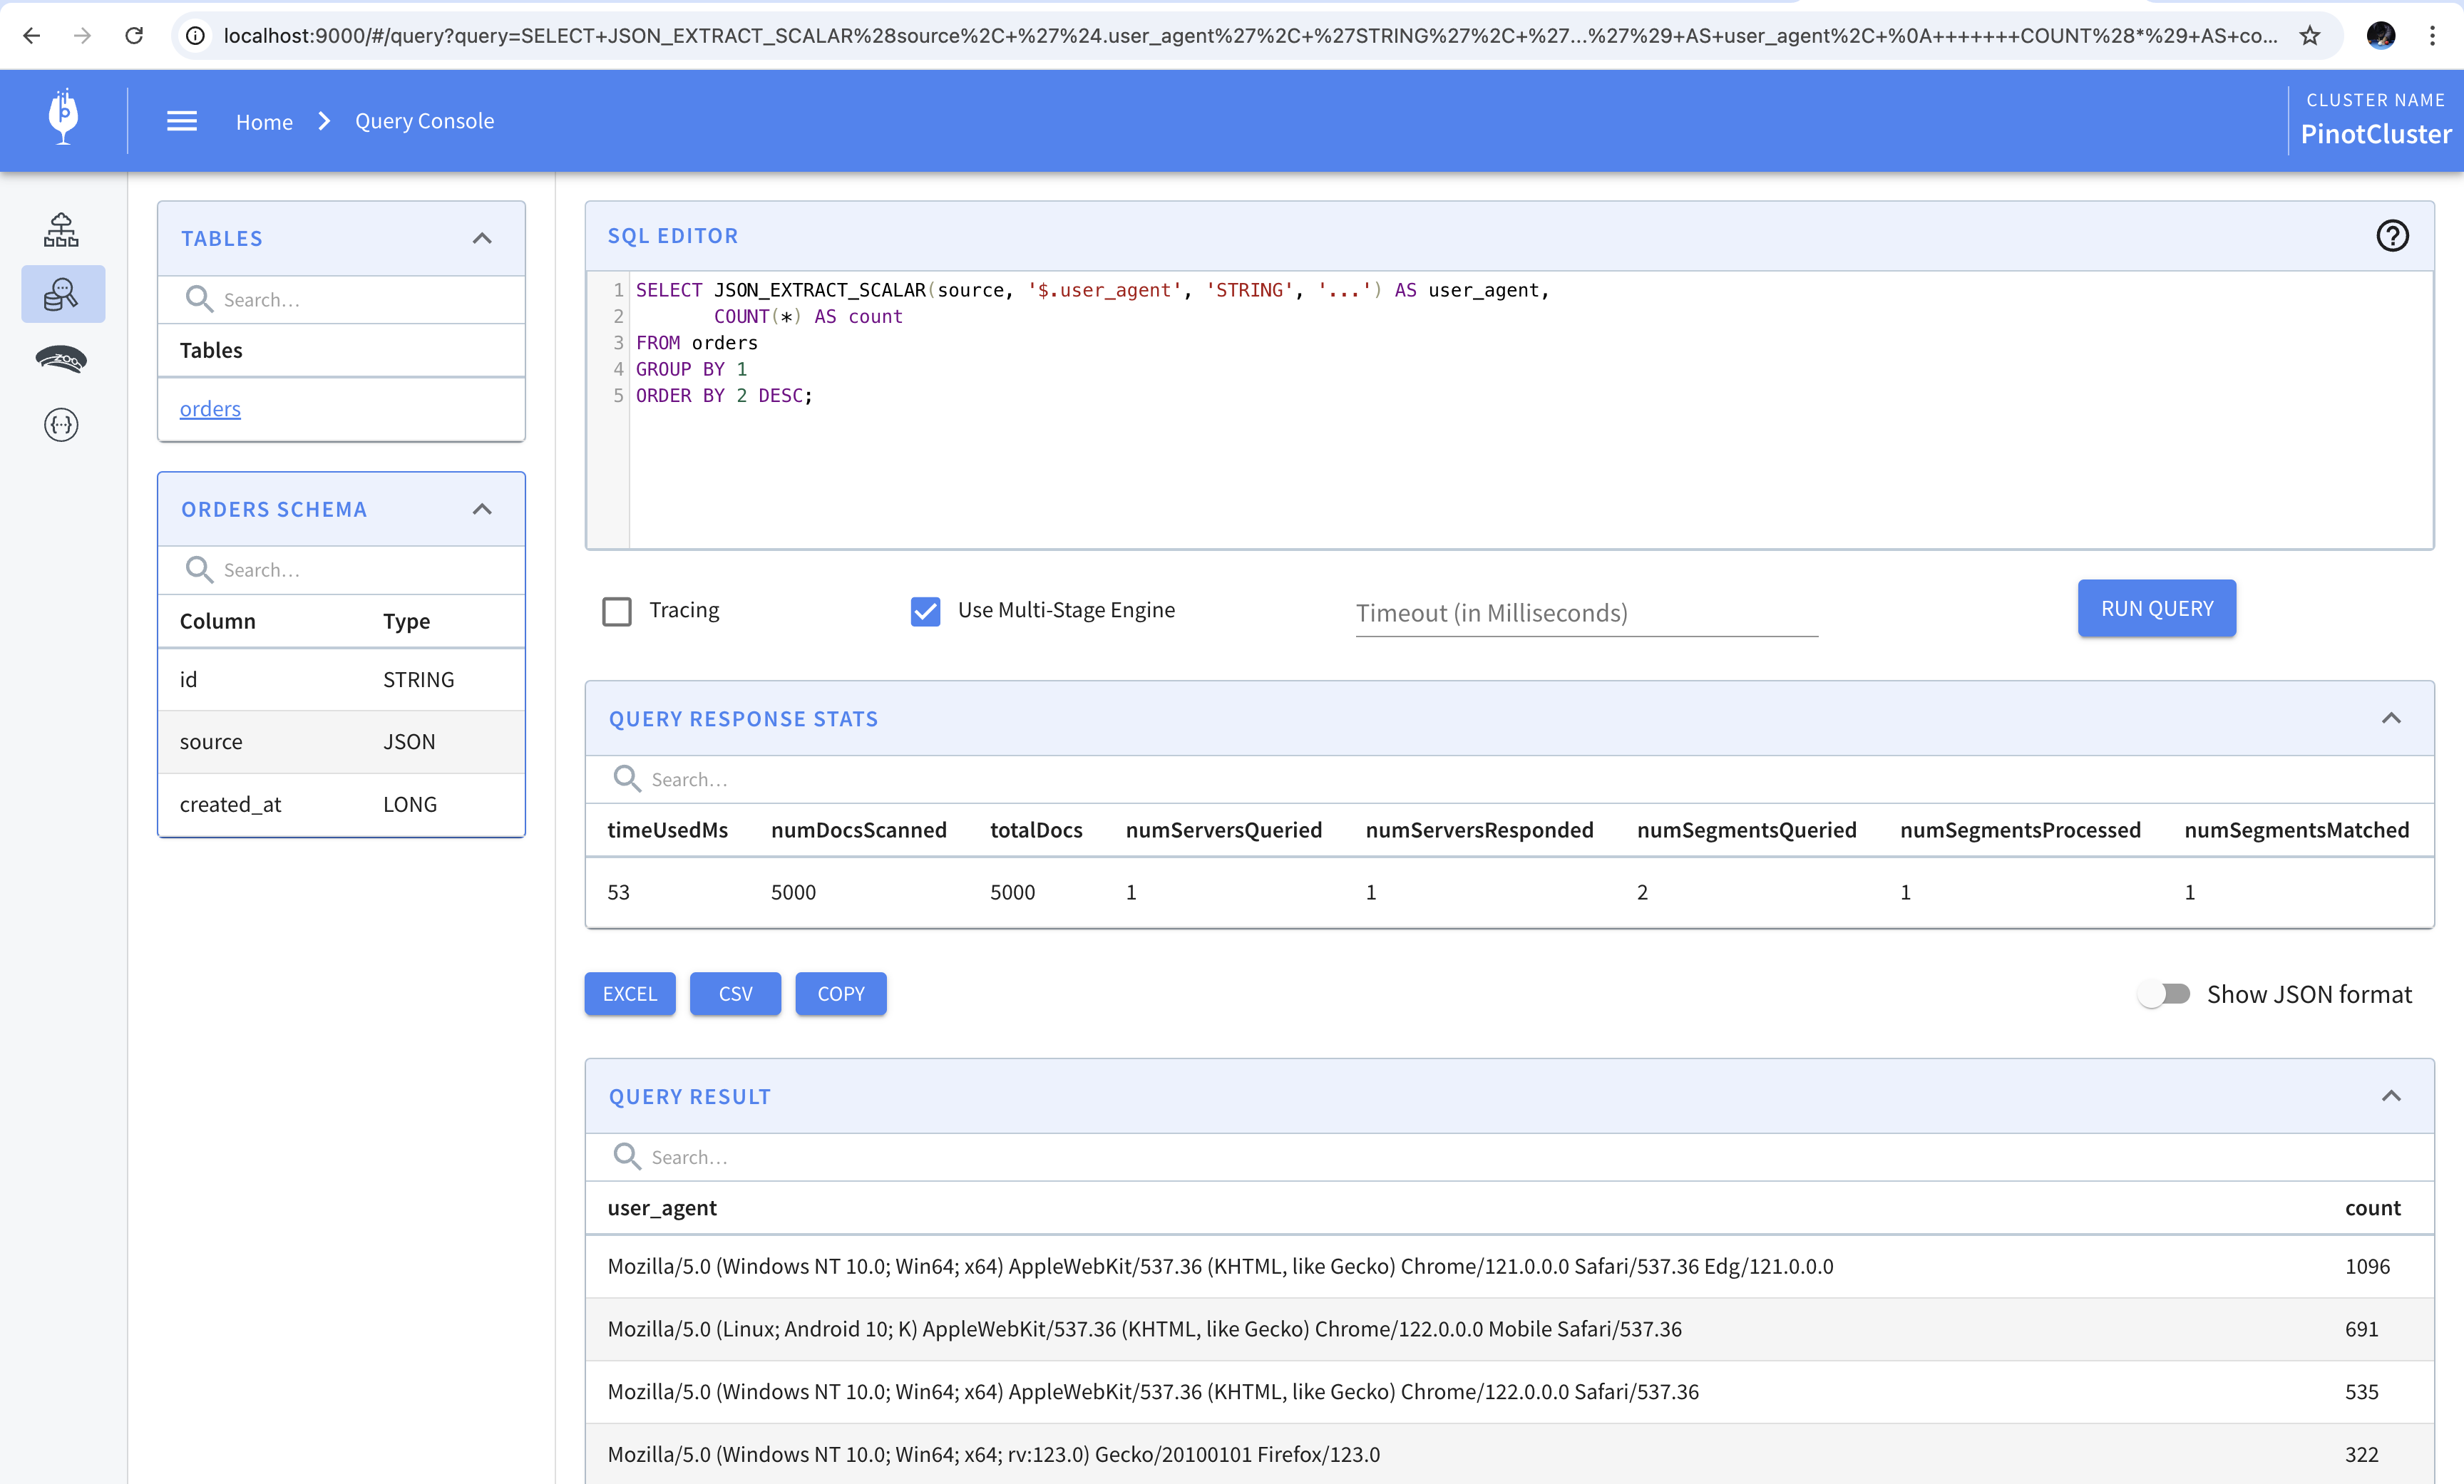 localhost:9000/#/query?query=SELECT+JSON_EXTRACT_SCALAR%28source%2C+%27%24.user_agent%27%2C+%27STRING%27%2C+%27...%27%29+AS+user_agent%2C+%0A+++++++COUNT%28*%29+AS+co...
p
Home
Query Console
CLUSTER NAME
PinotCluster
ZOO
TABLES
Search…
Tables
orders
ORDERS SCHEMA
Search…
Column Type
id STRING
source JSON
created_at LONG
SQL EDITOR
?
1 SELECT JSON_EXTRACT_SCALAR(source, '$.user_agent', 'STRING', '...') AS user_agent,
2 COUNT(*) AS count
3 FROM orders
4 GROUP BY 1
5 ORDER BY 2 DESC;
Tracing
Use Multi-Stage Engine
Timeout (in Milliseconds)
RUN QUERY
QUERY RESPONSE STATS
Search…
timeUsedMs numDocsScanned totalDocs numServersQueried numServersResponded numSegmentsQueried numSegmentsProcessed numSegmentsMatched
53 5000 5000 1 1 2 1 1
EXCEL
CSV
COPY
Show JSON format
QUERY RESULT
Search…
user_agent count
Mozilla/5.0 (Windows NT 10.0; Win64; x64) AppleWebKit/537.36 (KHTML, like Gecko) Chrome/121.0.0.0 Safari/537.36 Edg/121.0.0.0 1096
Mozilla/5.0 (Linux; Android 10; K) AppleWebKit/537.36 (KHTML, like Gecko) Chrome/122.0.0.0 Mobile Safari/537.36 691
Mozilla/5.0 (Windows NT 10.0; Win64; x64) AppleWebKit/537.36 (KHTML, like Gecko) Chrome/122.0.0.0 Safari/537.36 535
Mozilla/5.0 (Windows NT 10.0; Win64; x64; rv:123.0) Gecko/20100101 Firefox/123.0 322